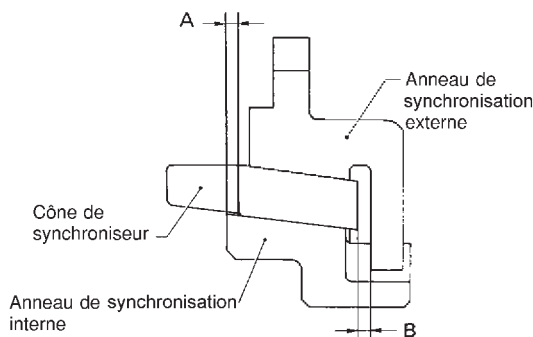 A
Anneau de
synchronisation
externe
Cône de
synchroniseur
Anneau de synchronisation
interne
B